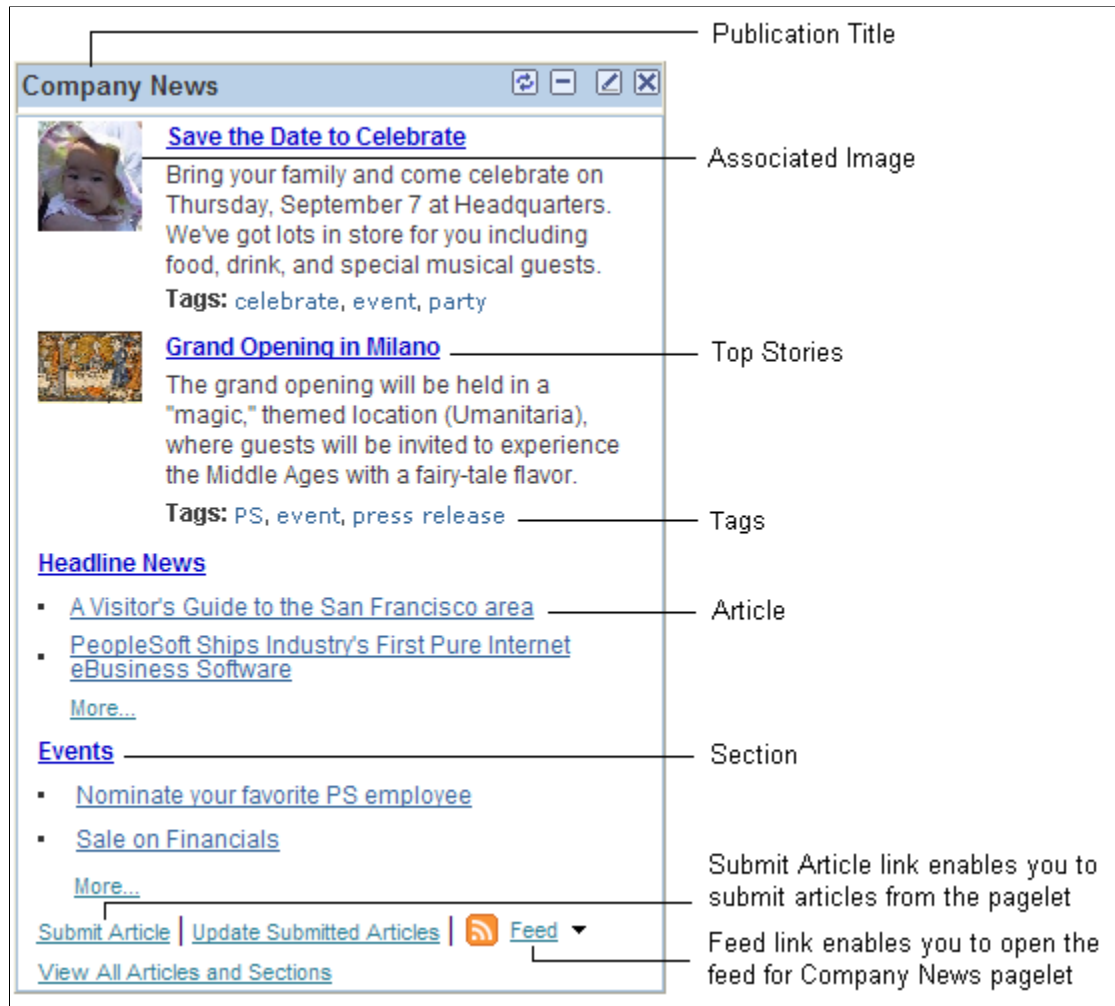 Publication Title
Company News
Save the Date to Celebrate
Associated Image
Bring your family and come celebrate on
Thursday, September 7 at Headquarters.
We've got lots in store for you including
food, drink, and special musical guests.
Tags: celebrate, event, party
Grand Opening in Milano
Top Stories
The grand opening will be held in a
"magic," themed location (Umanitaria),
where guests will be invited to experience
the Middle Ages with a fairy-tale flavor.
Tags: PS, event, press release
Tags
Headline News
A Visitor's Guide to the San Francisco area
Article
PeopleSoft Ships Industry's First Pure Internet
eBusiness Software
More...
Events
Section
Nominate your favorite PS employee
Sale on Financials
More...
Submit Article link enables you to
submit articles from the pagelet
Submit Article | Update Submitted Articles | Feed
Feed link enables you to open the
feed for Company News pagelet
View All Articles and Sections